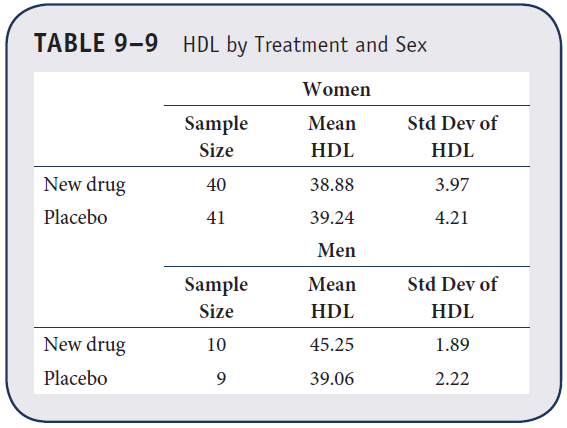 TABLE 9–9 HDL by Treatment and Sex
Women
Sample Mean Std Dev of
Size HDL HDL
New drug 40 38.88 3.97
Placebo 41 39.24 4.21
Men
Sample Mean Std Dev of
Size HDL HDL
New drug 10 45.25 1.89
Placebo 9 39.06 2.22